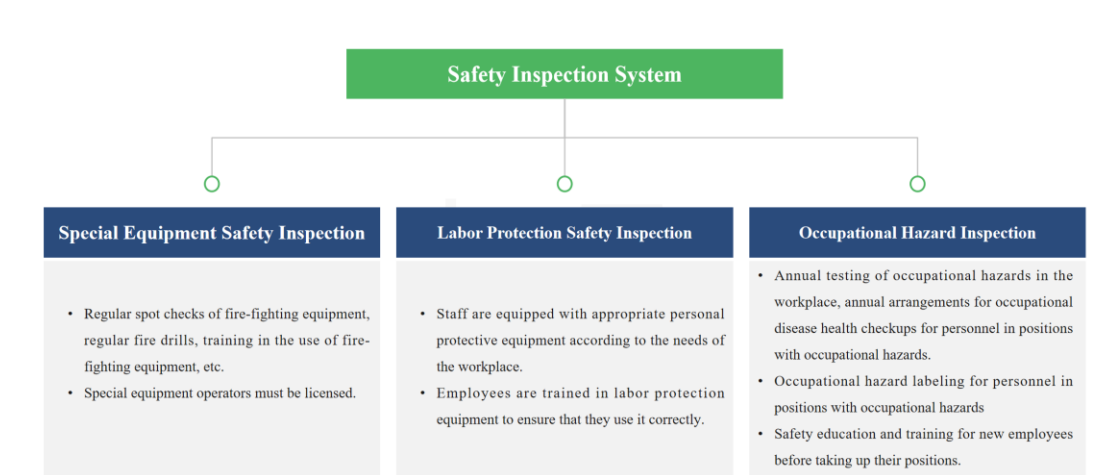 Safety Inspection System
Special Equipment Safety Inspection
• Regular spot checks of fire-fighting equipment,
regular fire drills, training in the use of fire-
fighting equipment, etc.
• Special equipment operators must be licensed.
Labor Protection Safety Inspection
• Staff are equipped with appropriate personal
protective equipment according to the needs of
the workplace.
• Employees are trained in labor protection
equipment to ensure that they use it correctly.
Occupational Hazard Inspection
• Annual testing of occupational hazards in the
workplace, annual arrangements for occupational
disease health checkups for personnel in positions
with occupational hazards.
• Occupational hazard labeling for personnel in
positions with occupational hazards
• Safety education and training for new employees
before taking up their positions.